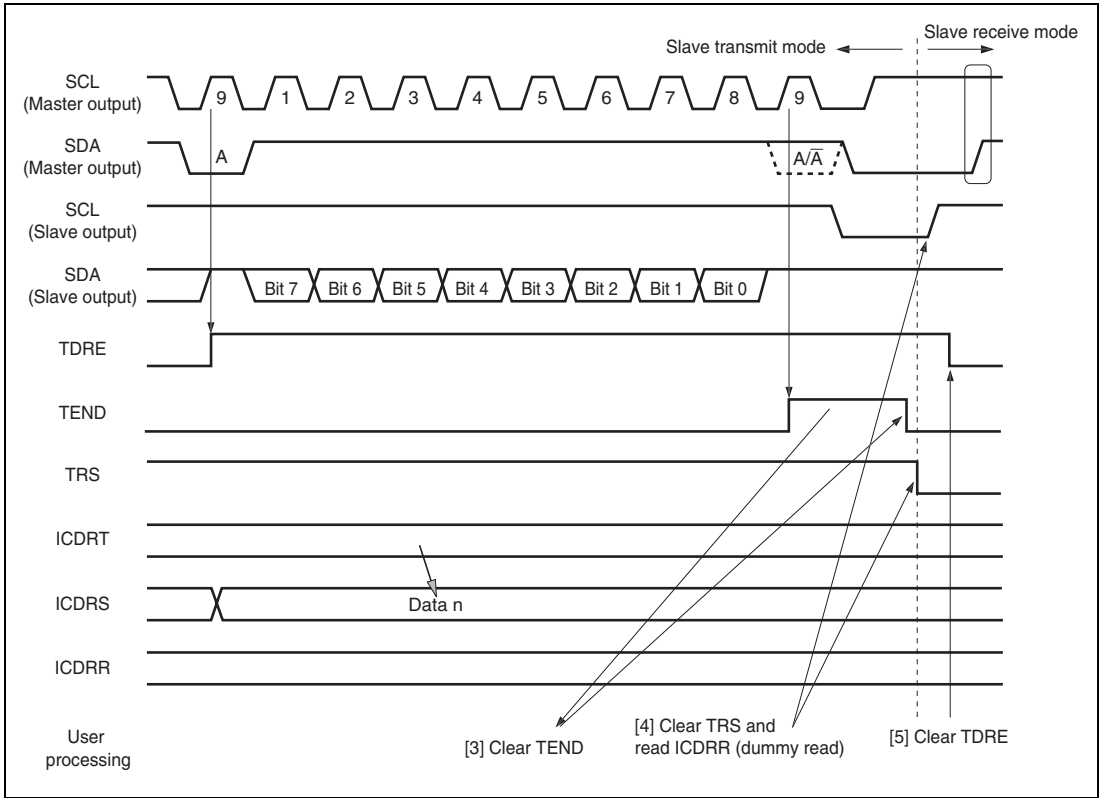 Slave transmit mode
Slave receive mode
SCL
(Master output)
9 1 2 3 4 5 6 7 8 9
SDA
(Master output)
A
A/A̅
SCL
(Slave output)
SDA
(Slave output)
Bit 7 Bit 6 Bit 5 Bit 4 Bit 3 Bit 2 Bit 1 Bit 0
TDRE
TEND
TRS
ICDRT
ICDRS
Data n
ICDRR
User
processing
[3] Clear TEND
[4] Clear TRS and
read ICDRR (dummy read)
[5] Clear TDRE